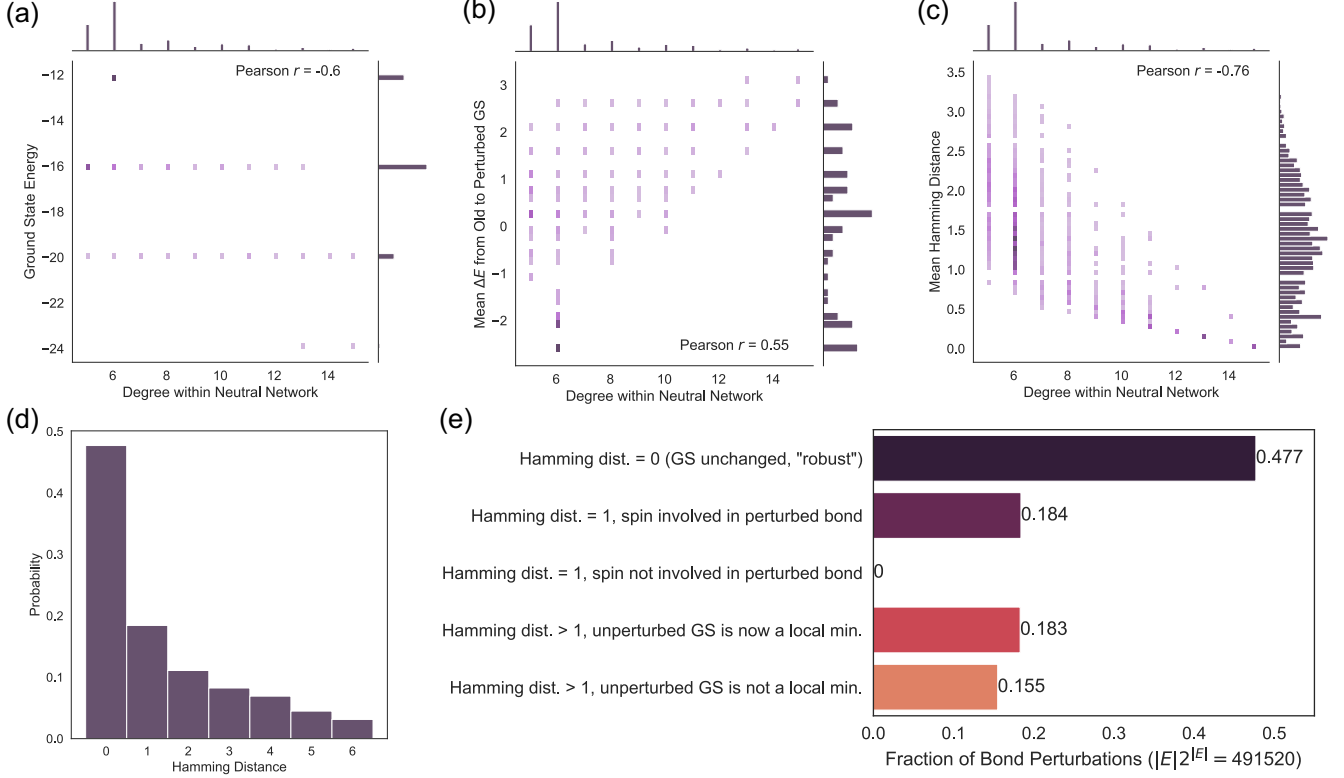 (a)
Pearson r = -0.6
Ground State Energy
−12
−14
−16
−18
−20
−22
−24
6
8
10
12
14
Degree within Neutral Network
(b)
Mean ΔE from Old to Perturbed GS
3
2
1
0
−1
−2
Pearson r = 0.55
6
8
10
12
14
Degree within Neutral Network
(c)
Pearson r = -0.76
Mean Hamming Distance
3.5
3.0
2.5
2.0
1.5
1.0
0.5
0.0
6
8
10
12
14
Degree within Neutral Network
(d)
Probability
0.5
0.4
0.3
0.2
0.1
0.0
0
1
2
3
4
5
6
Hamming Distance
(e)
Hamming dist. = 0 (GS unchanged, "robust")
0.477
Hamming dist. = 1, spin involved in perturbed bond
0.184
Hamming dist. = 1, spin not involved in perturbed bond
0
Hamming dist. > 1, unperturbed GS is now a local min.
0.183
Hamming dist. > 1, unperturbed GS is not a local min.
0.155
0.0
0.1
0.2
0.3
0.4
0.5
Fraction of Bond Perturbations (|E|2^|E| = 491520)